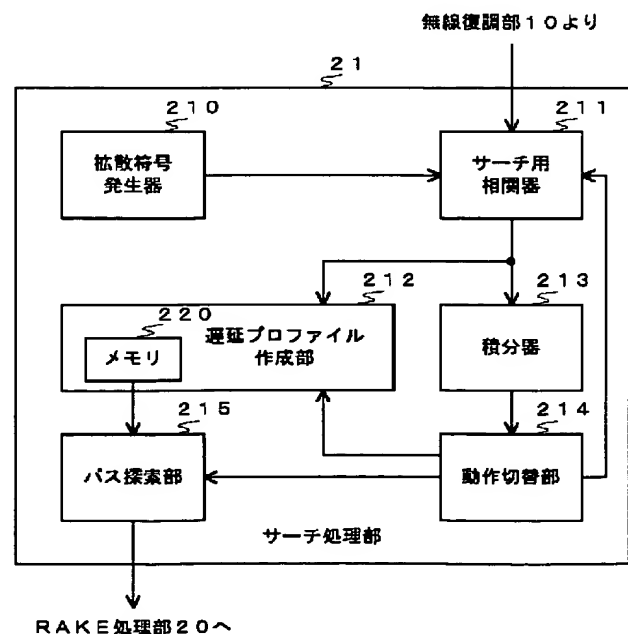 無線復調部１０より
２１
２１０
拡散符号
発生器
２１１
サーチ用
相関器
２１２
２２０
メモリ
遅延プロファイル
作成部
２１３
積分器
２１５
パス探索部
２１４
動作切替部
サーチ処理部
ＲＡＫＥ処理部２０へ